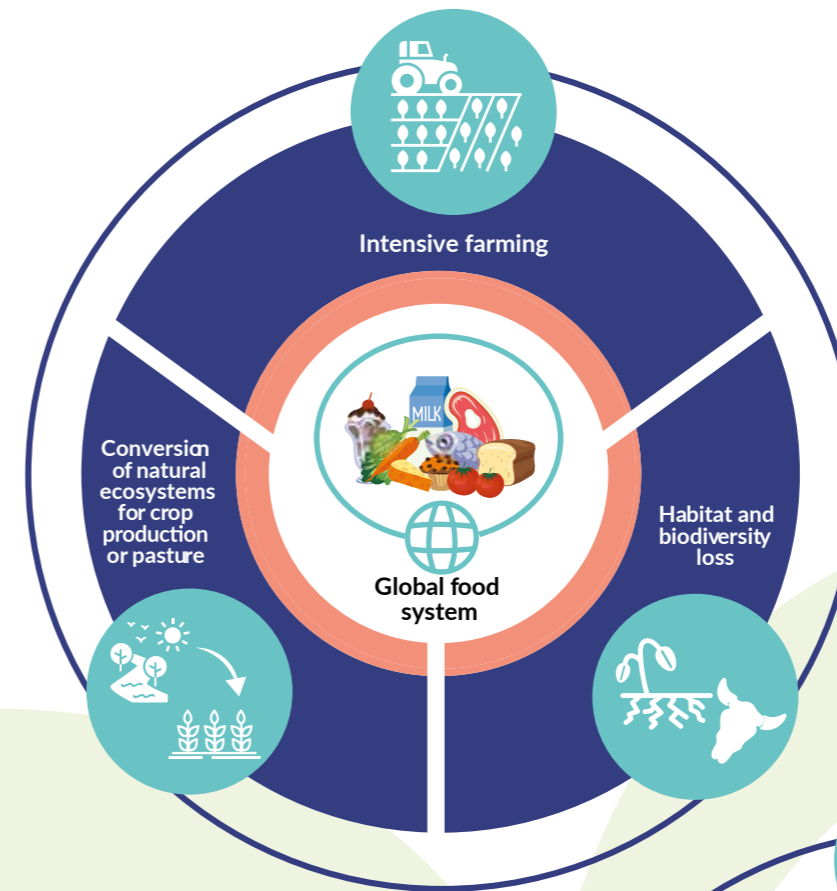 Intensive farming
MILK
Conversion
of natural
ecosystems
for crop
production
or pasture
Habitat and
biodiversity
loss
Global food
system